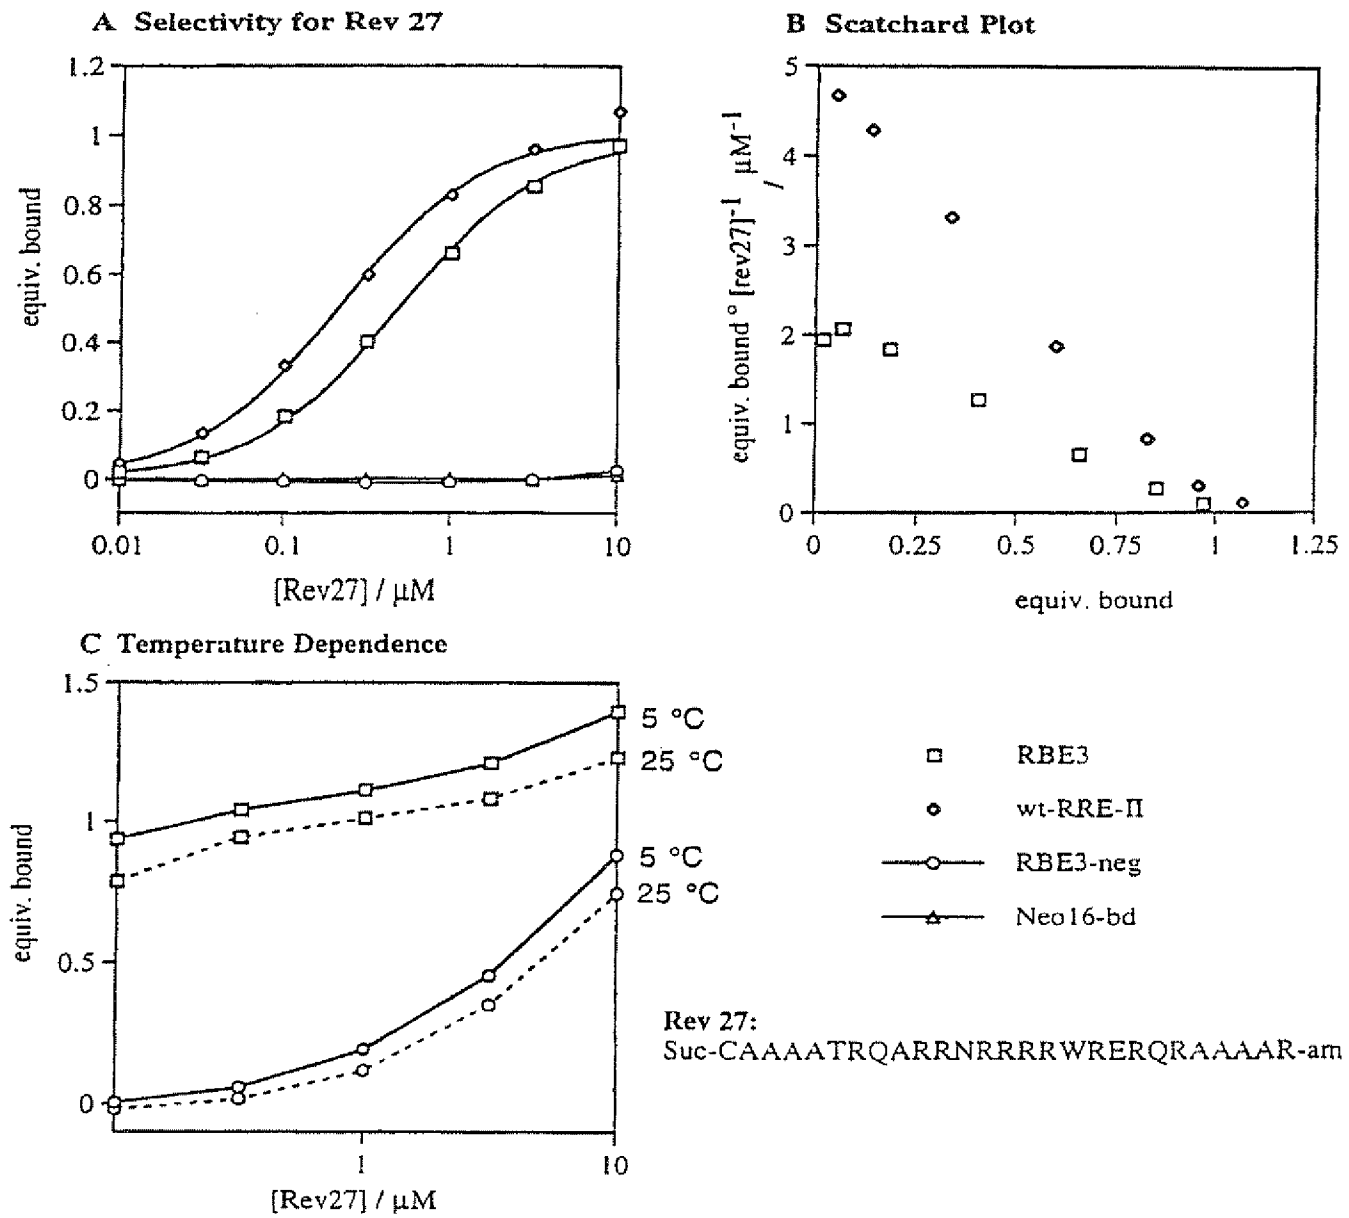 A Selectivity for Rev 27
1.2
1
0.8
0.6
0.4
0.2
0
equiv. bound
0.01
0.1
1
10
[Rev27] / μM
B Scatchard Plot
5
4
3
2
1
0
equiv. bound ° [rev27]⁻¹ / μM⁻¹
0
0.25
0.5
0.75
1
1.25
equiv. bound
C Temperature Dependence
1.5
1
0.5
0
equiv. bound
5 °C
25 °C
5 °C
25 °C
1
10
[Rev27] / μM
RBE3
wt-RRE-II
RBE3-neg
Neo16-bd
Rev 27:
Suc-CAAAATRQARRNRRRRWRERQRAAAAR-am